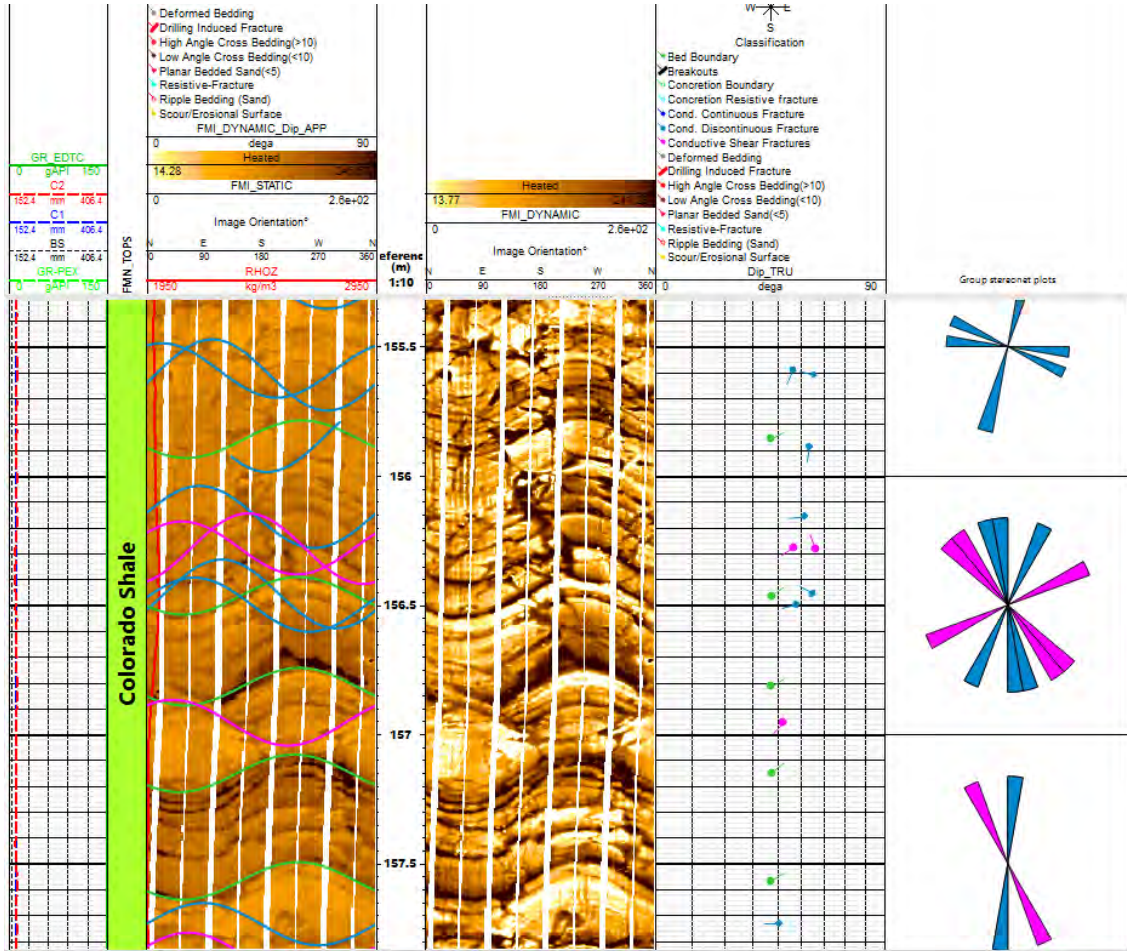 Deformed Bedding
Drilling Induced Fracture
High Angle Cross Bedding(>10)
Low Angle Cross Bedding(<10)
Planar Bedded Sand(<5)
Resistive-Fracture
Ripple Bedding (Sand)
Scour/Erosional Surface
FMI_DYNAMIC_Dip_APP
0 dega 90
Heated
14.28
FMI_STATIC
0 2.6e+02
Image Orientation°
N E S W N
0 90 180 270 360
RHOZ
1950 kg/m3 2950
GR_EDTC
0 gAPI 150
C2
152.4 mm 406.4
C1
152.4 mm 406.4
BS
152.4 mm 406.4
GR-PEX
0 gAPI 150
FMN_TOPS
eferenc
(m)
1:10
Heated
13.77
FMI_DYNAMIC
0 2.6e+02
Image Orientation°
N E S W N
0 90 180 270 360
W E
S
Classification
Bed Boundary
Breakouts
Concretion Boundary
Concretion Resistive fracture
Cond. Continuous Fracture
Cond. Discontinuous Fracture
Conductive Shear Fractures
Deformed Bedding
Drilling Induced Fracture
High Angle Cross Bedding(>10)
Low Angle Cross Bedding(<10)
Planar Bedded Sand(<5)
Resistive-Fracture
Ripple Bedding (Sand)
Scour/Erosional Surface
Dip_TRU
0 dega 90
Group stereonet plots
Colorado Shale
155.5
156
156.5
157
157.5